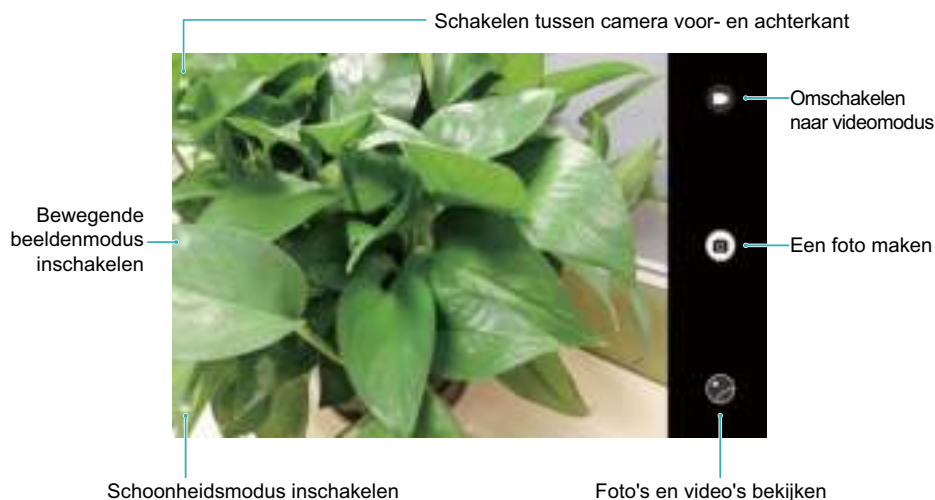 Schakelen tussen camera voor- en achterkant
Omschakelen
naar videomodus
Bewegende
beeldenmodus
inschakelen
Een foto maken
Schoonheidsmodus inschakelen
Foto's en video's bekijken